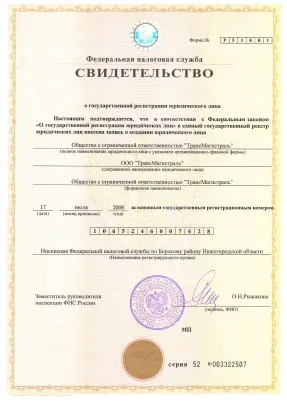 Форма № Р 5 1 0 0 1
Федеральная налоговая служба
СВИДЕТЕЛЬСТВО
о государственной регистрации юридического лица
Настоящим подтверждается, что в соответствии с Федеральным законом
«О государственной регистрации юридических лиц» в единый государственный реестр
юридических лиц внесена запись о создании юридического лица
Общество с ограниченной ответственностью "ТрансМагистраль"
(полное наименование юридического лица с указанием организационно-правовой формы)
ООО "ТрансМагистраль"
(сокращенное наименование юридического лица)
Общество с ограниченной ответственностью "ТрансМагистраль"
(фирменное наименование)
17 июля 2006 за основным государственным регистрационным номером
(дата) (месяц прописью) (год)
1 0 6 5 2 4 6 0 0 7 6 2 8
Инспекция Федеральной налоговой службы по Борскому району Нижегородской области
(Наименование регистрирующего органа)
Заместитель руководителя
инспекции ФНС России
О.Н.Рыжакова
(подпись, ФИО)
МП
серия 52 №003322507